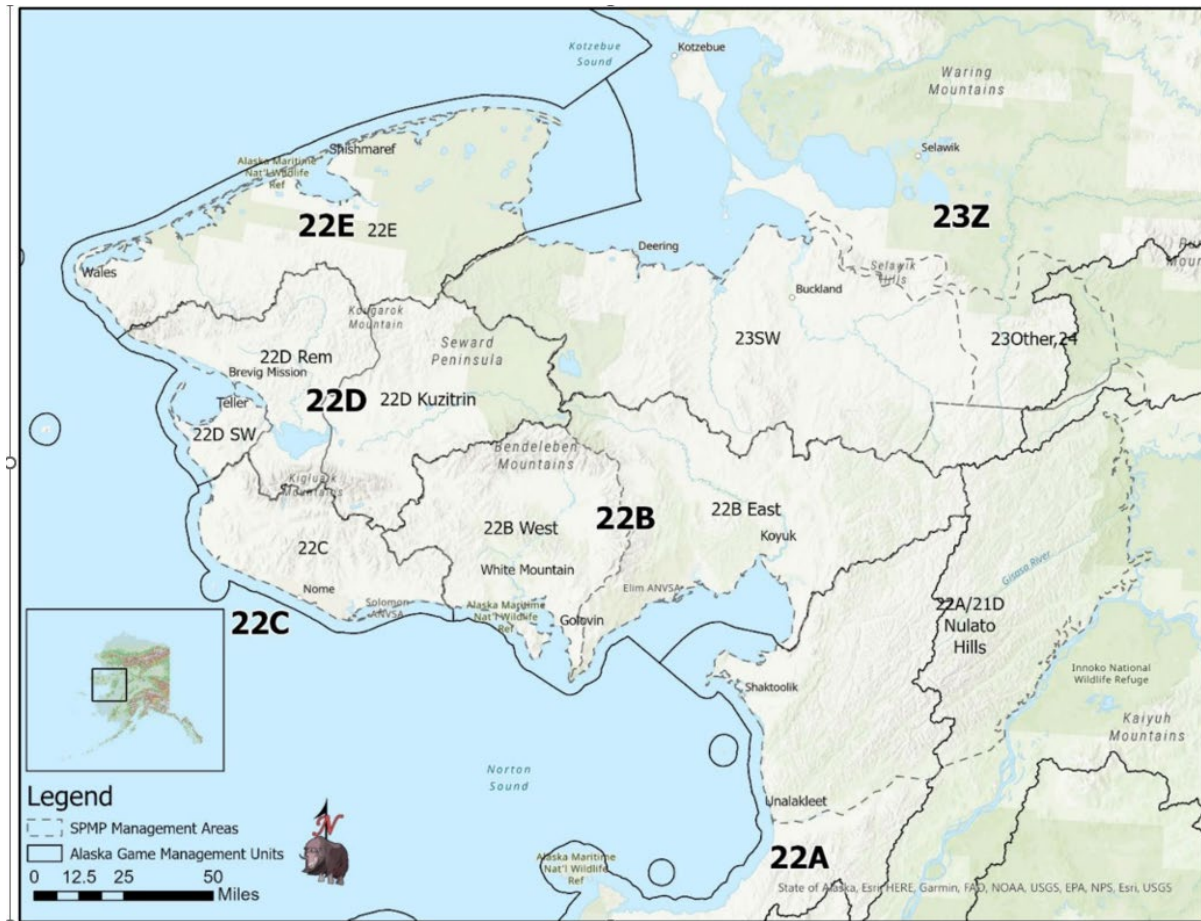 Kotzebue
Sound
Kotzebue
Waring
Mountains
Shishmaref
Alaska Maritime
Nat'l Wildlife
Ref
Selawik
22E
22E
23Z
Deering
Wales
Selawik
Hills
Buckland
Kougarok
Mountain
22D Rem
Seward
Peninsula
23SW
23Other,24
Brevig Mission
Teller
22D
22D Kuzitrin
22D SW
Bendeleben
Mountains
Kigluaik
Mountains
22B West
22B
22B East
Koyuk
22C
White Mountain
Gisasa River
Nome
Solomon
ANVSA
Elim ANVSA
Alaska Maritime
Nat'l Wildlife
Ref
Golovin
22A/21D
Nulato
Hills
22C
Innoko National
Wildlife Refuge
Shaktoolik
Kaiyuh
Mountains
Norton
Sound
Unalakleet
22A
Alaska Maritime
Nat'l Wildlife
Ref
Legend
SPMP Management Areas
Alaska Game Management Units
0 12.5 25 50
Miles
N
State of Alaska, Esri, HERE, Garmin, FAO, NOAA, USGS, EPA, NPS, Esri, USGS